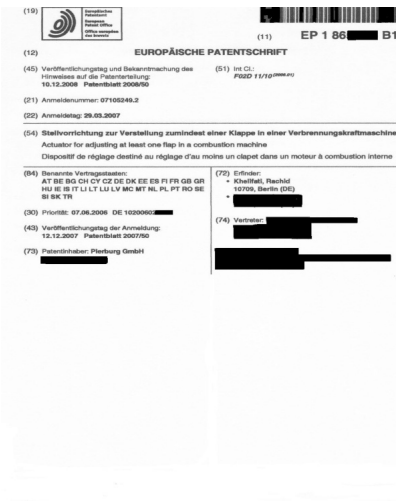 (19)
Europäisches
Patentamt
European
Patent Office
Office européen
des brevets
(11) EP 1 86 B1
(12) EUROPÄISCHE PATENTSCHRIFT
(45) Veröffentlichungstag und Bekanntmachung des
Hinweises auf die Patenterteilung:
10.12.2008 Patentblatt 2008/50
(51) Int Cl.:
F02D 11/10 (2006.01)
(21) Anmeldenummer: 07105249.2
(22) Anmeldetag: 29.03.2007
(54) Stellvorrichtung zur Verstellung zumindest einer Klappe in einer Verbrennungskraftmaschine
Actuator for adjusting at least one flap in a combustion machine
Dispositif de réglage destiné au réglage d'au moins un clapet dans un moteur à combustion interne
(84) Benannte Vertragsstaaten:
AT BE BG CH CY CZ DE DK EE ES FI FR GB GR
HU IE IS IT LI LT LU LV MC MT NL PL PT RO SE
SI SK TR
(30) Priorität: 07.06.2006 DE 10200602
(43) Veröffentlichungstag der Anmeldung:
12.12.2007 Patentblatt 2007/50
(73) Patentinhaber: Pierburg GmbH
(72) Erfinder:
• Khelifati, Rachid
10709, Berlin (DE)
•
(74) Vertreter: